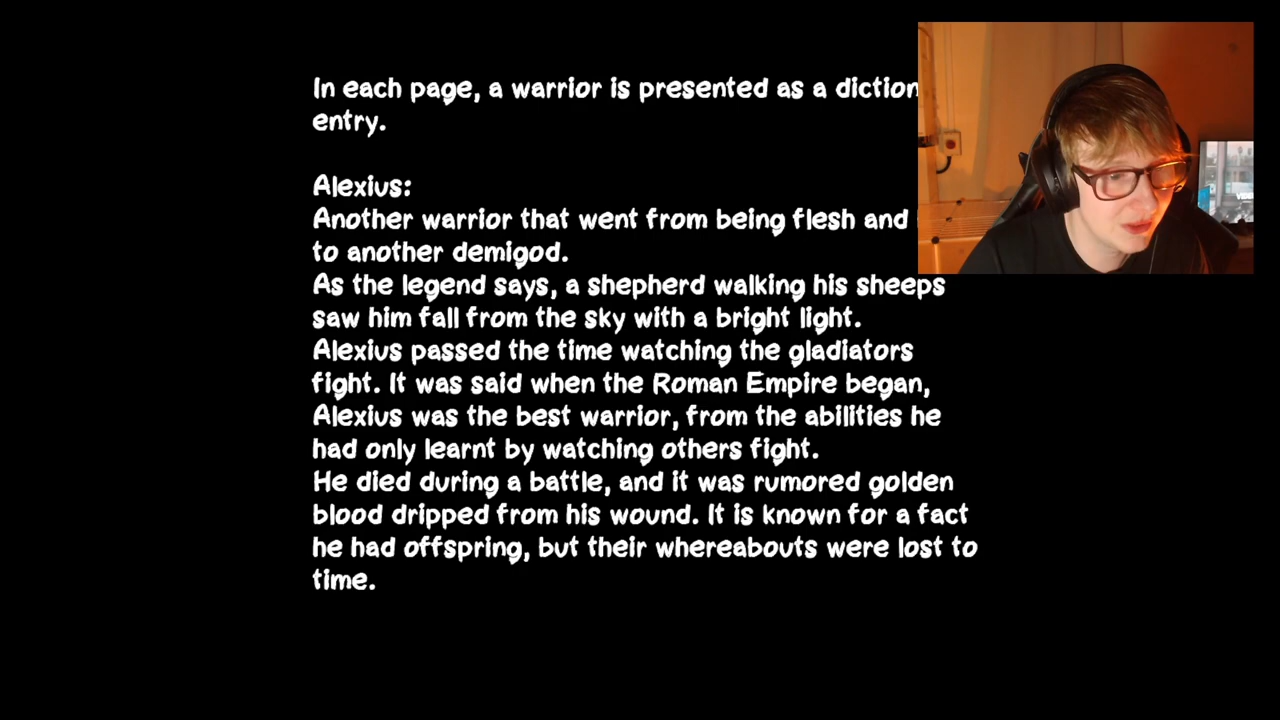 In each page, a warrior is presented as a
entry.
Alexius:
Another warrior that went from being flesh and
to another demigod.
As the legend says, a shepherd walking his sheeps
saw him fall from the sky with a bright light.
Alexius passed the time watching the gladiators
fight. It was said when the Roman Empire began,
Alexius was the best warrior, from the abilities he
had only learnt by watching others fight.
He died during a battle, and it was rumored golden
blood dripped from his wound. It is known for a fact
he had offspring, but their whereabouts were lost to
time.